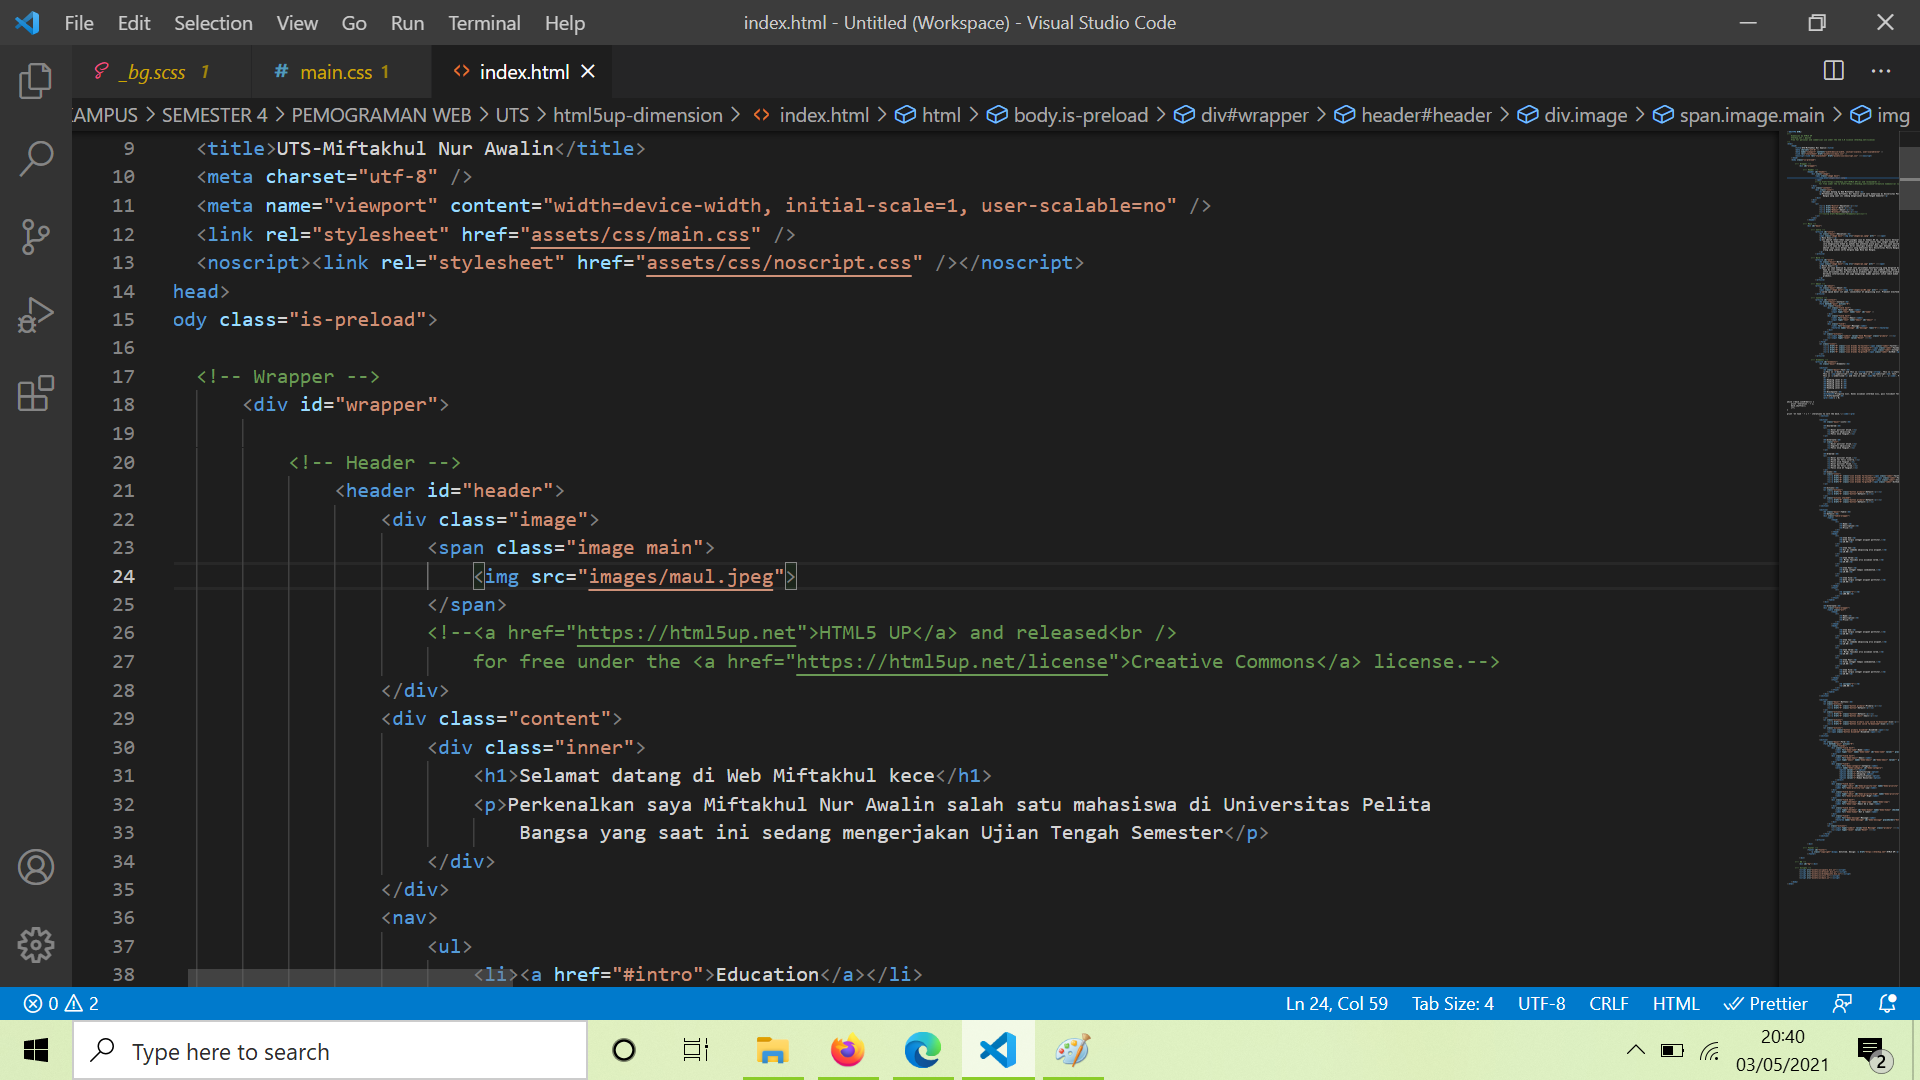 File Edit Selection View Go Run Terminal Help
index.html - Untitled (Workspace) - Visual Studio Code
_bg.scss 1
# main.css 1
<> index.html
AMPUS > SEMESTER 4 > PEMOGRAMAN WEB > UTS > html5up-dimension > <> index.html > html > body.is-preload > div#wrapper > header#header > div.image > span.image.main > img
9 <title>UTS-Miftakhul Nur Awalin</title>
10 <meta charset="utf-8" />
11 <meta name="viewport" content="width=device-width, initial-scale=1, user-scalable=no" />
12 <link rel="stylesheet" href="assets/css/main.css" />
13 <noscript><link rel="stylesheet" href="assets/css/noscript.css" /></noscript>
14 head>
15 ody class="is-preload">
16
17 <!-- Wrapper -->
18 <div id="wrapper">
19
20 <!-- Header -->
21 <header id="header">
22 <div class="image">
23 <span class="image main">
24 <img src="images/maul.jpeg">
25 </span>
26 <!--<a href="https://html5up.net">HTML5 UP</a> and released<br />
27 for free under the <a href="https://html5up.net/license">Creative Commons</a> license.-->
28 </div>
29 <div class="content">
30 <div class="inner">
31 <h1>Selamat datang di Web Miftakhul kece</h1>
32 <p>Perkenalkan saya Miftakhul Nur Awalin salah satu mahasiswa di Universitas Pelita
33 Bangsa yang saat ini sedang mengerjakan Ujian Tengah Semester</p>
34 </div>
35 </div>
36 <nav>
37 <ul>
38 <li><a href="#intro">Education</a></li>
0 2
Ln 24, Col 59 Tab Size: 4 UTF-8 CRLF HTML Prettier
Type here to search
20:40
03/05/2021
2